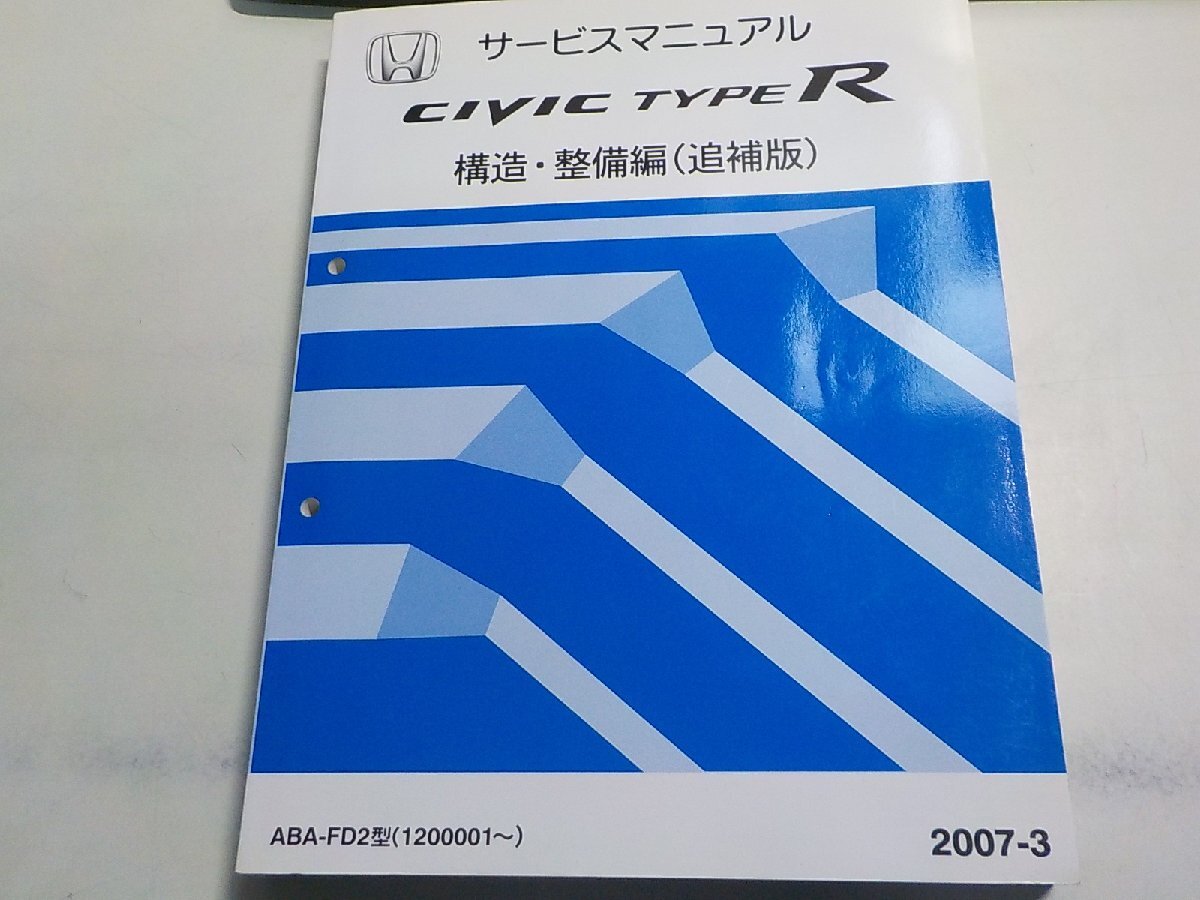 サービスマニュアル
CIVIC TYPE R
構造・整備編(追補版)
ABA-FD2型(1200001～)
2007-3